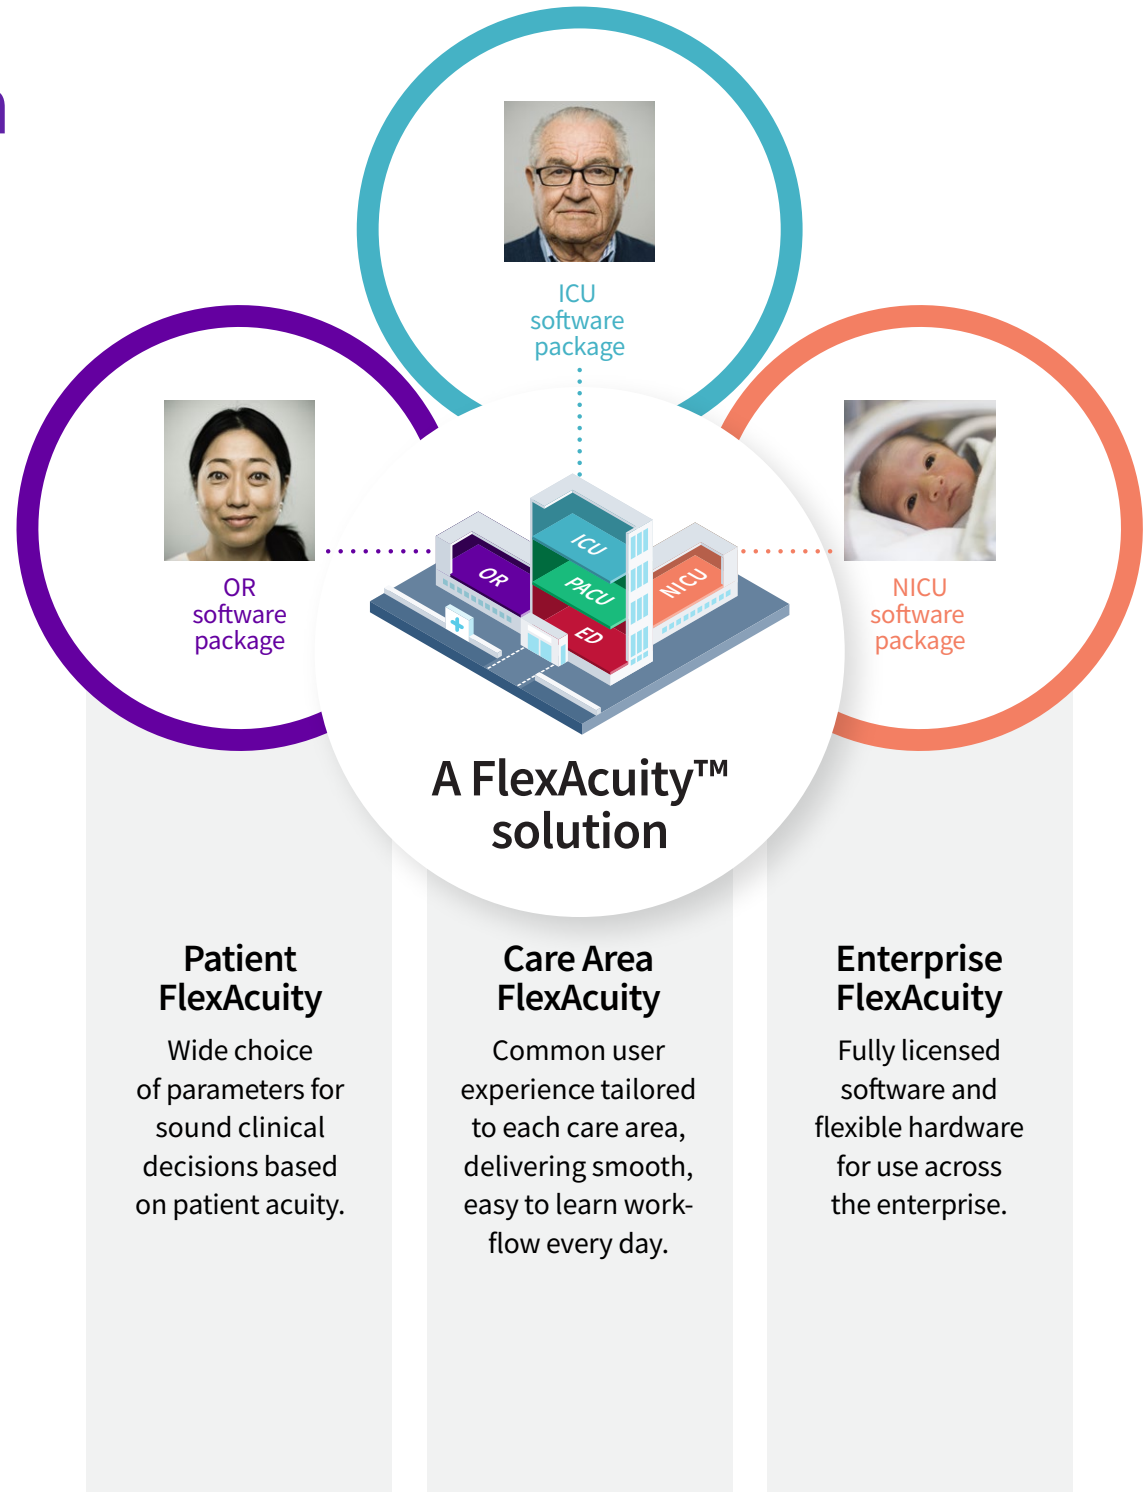 ICU
software
package
OR
software
package
NICU
software
package
ICU
OR
PACU
NICU
ED
A FlexAcuity™
solution
Patient
FlexAcuity
Wide choice
of parameters for
sound clinical
decisions based
on patient acuity.
Care Area
FlexAcuity
Common user
experience tailored
to each care area,
delivering smooth,
easy to learn work-
flow every day.
Enterprise
FlexAcuity
Fully licensed
software and
flexible hardware
for use across
the enterprise.